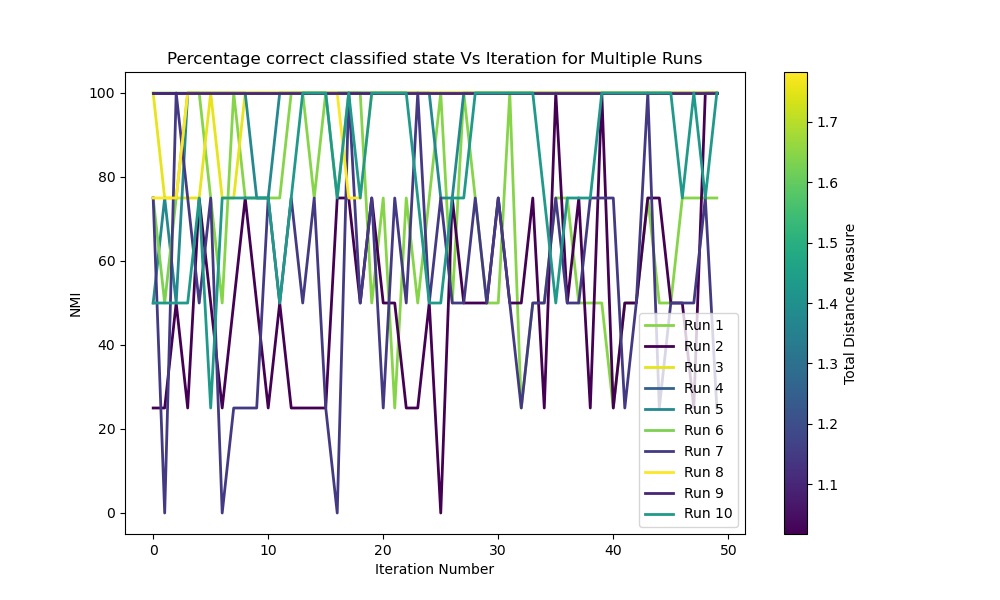 Percentage correct classified state Vs Iteration for Multiple Runs
NMI
100
80
60
40
20
0
0
10
20
30
40
50
Iteration Number
Run 1
Run 2
Run 3
Run 4
Run 5
Run 6
Run 7
Run 8
Run 9
Run 10
1.7
1.6
1.5
1.4
1.3
1.2
1.1
Total Distance Measure